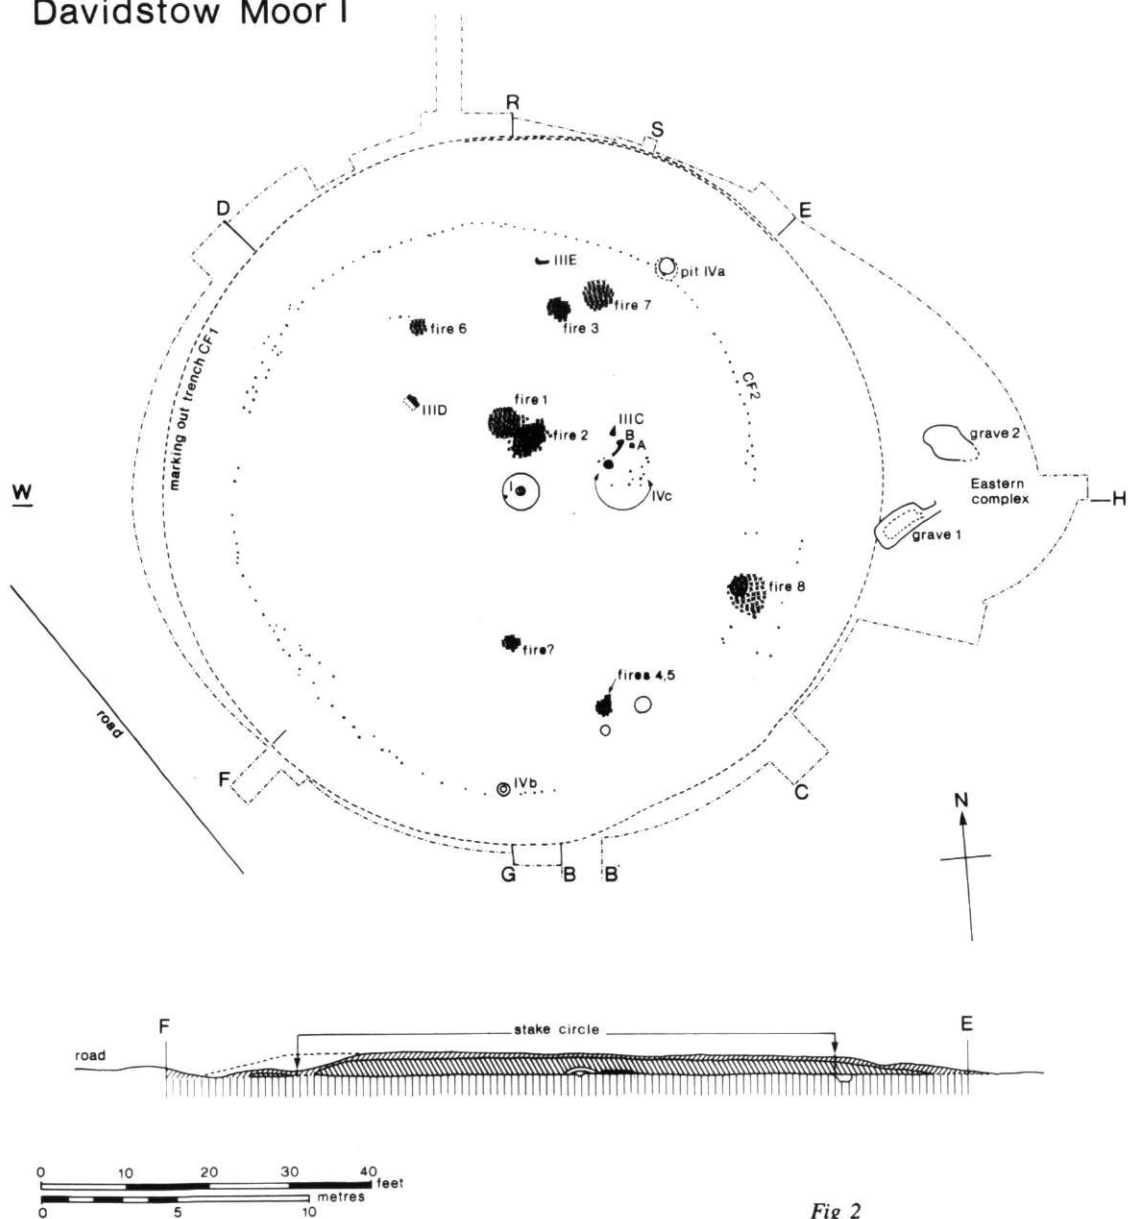 Davidstow Moor I
R
S
D
E
IIIE
pit IVa
fire 7
fire 3
fire 6
marking out trench CF1
CF2
fire 1
IIID
fire 2
IIIC
B
A
grave 2
W
I
IVc
Eastern
complex
H
grave 1
fire 8
fire?
fires 4,5
road
F
IVb
C
N
G
B
B
F
E
stake circle
road
0 10 20 30 40
feet
metres
0 5 10
Fig 2